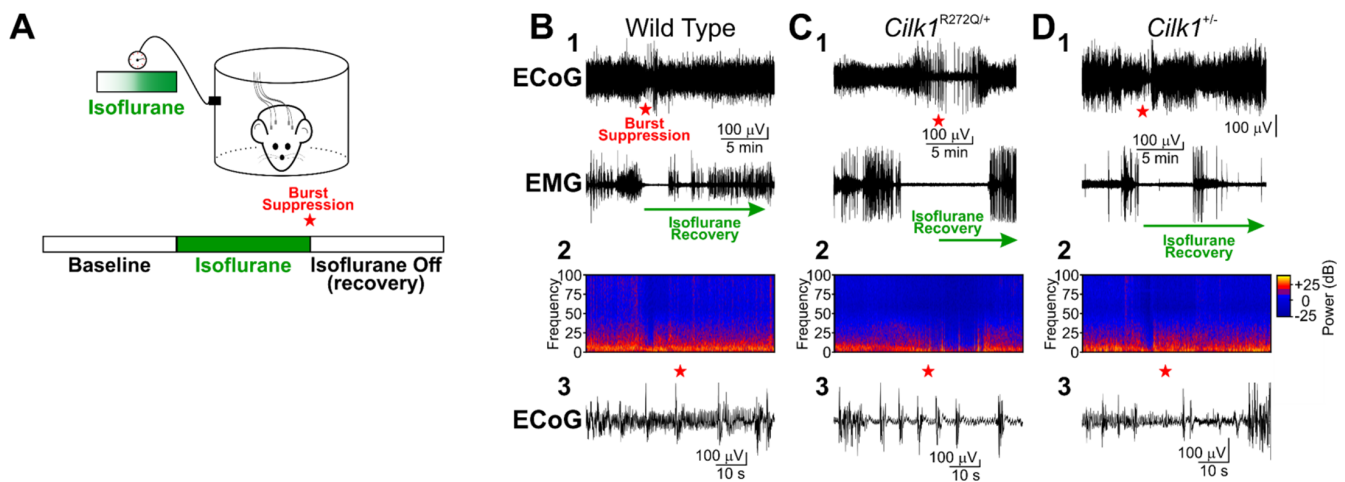 A
Isoflurane
Burst
Suppression
Baseline
Isoflurane
Isoflurane Off
(recovery)
B
Wild Type
1
ECoG
Burst
Suppression
100 µV
5 min
EMG
Isoflurane
Recovery
2
Frequency
100
75
50
25
0
3
ECoG
100 µV
10 s
C
Cilk1R272Q/+
1
100 µV
5 min
Isoflurane
Recovery
2
Frequency
100
75
50
25
0
3
100 µV
10 s
D
Cilk1+/-
1
100 µV
100 µV
5 min
Isoflurane
Recovery
2
Frequency
100
75
50
25
0
+25
0
-25
Power (dB)
3
100 µV
10 s